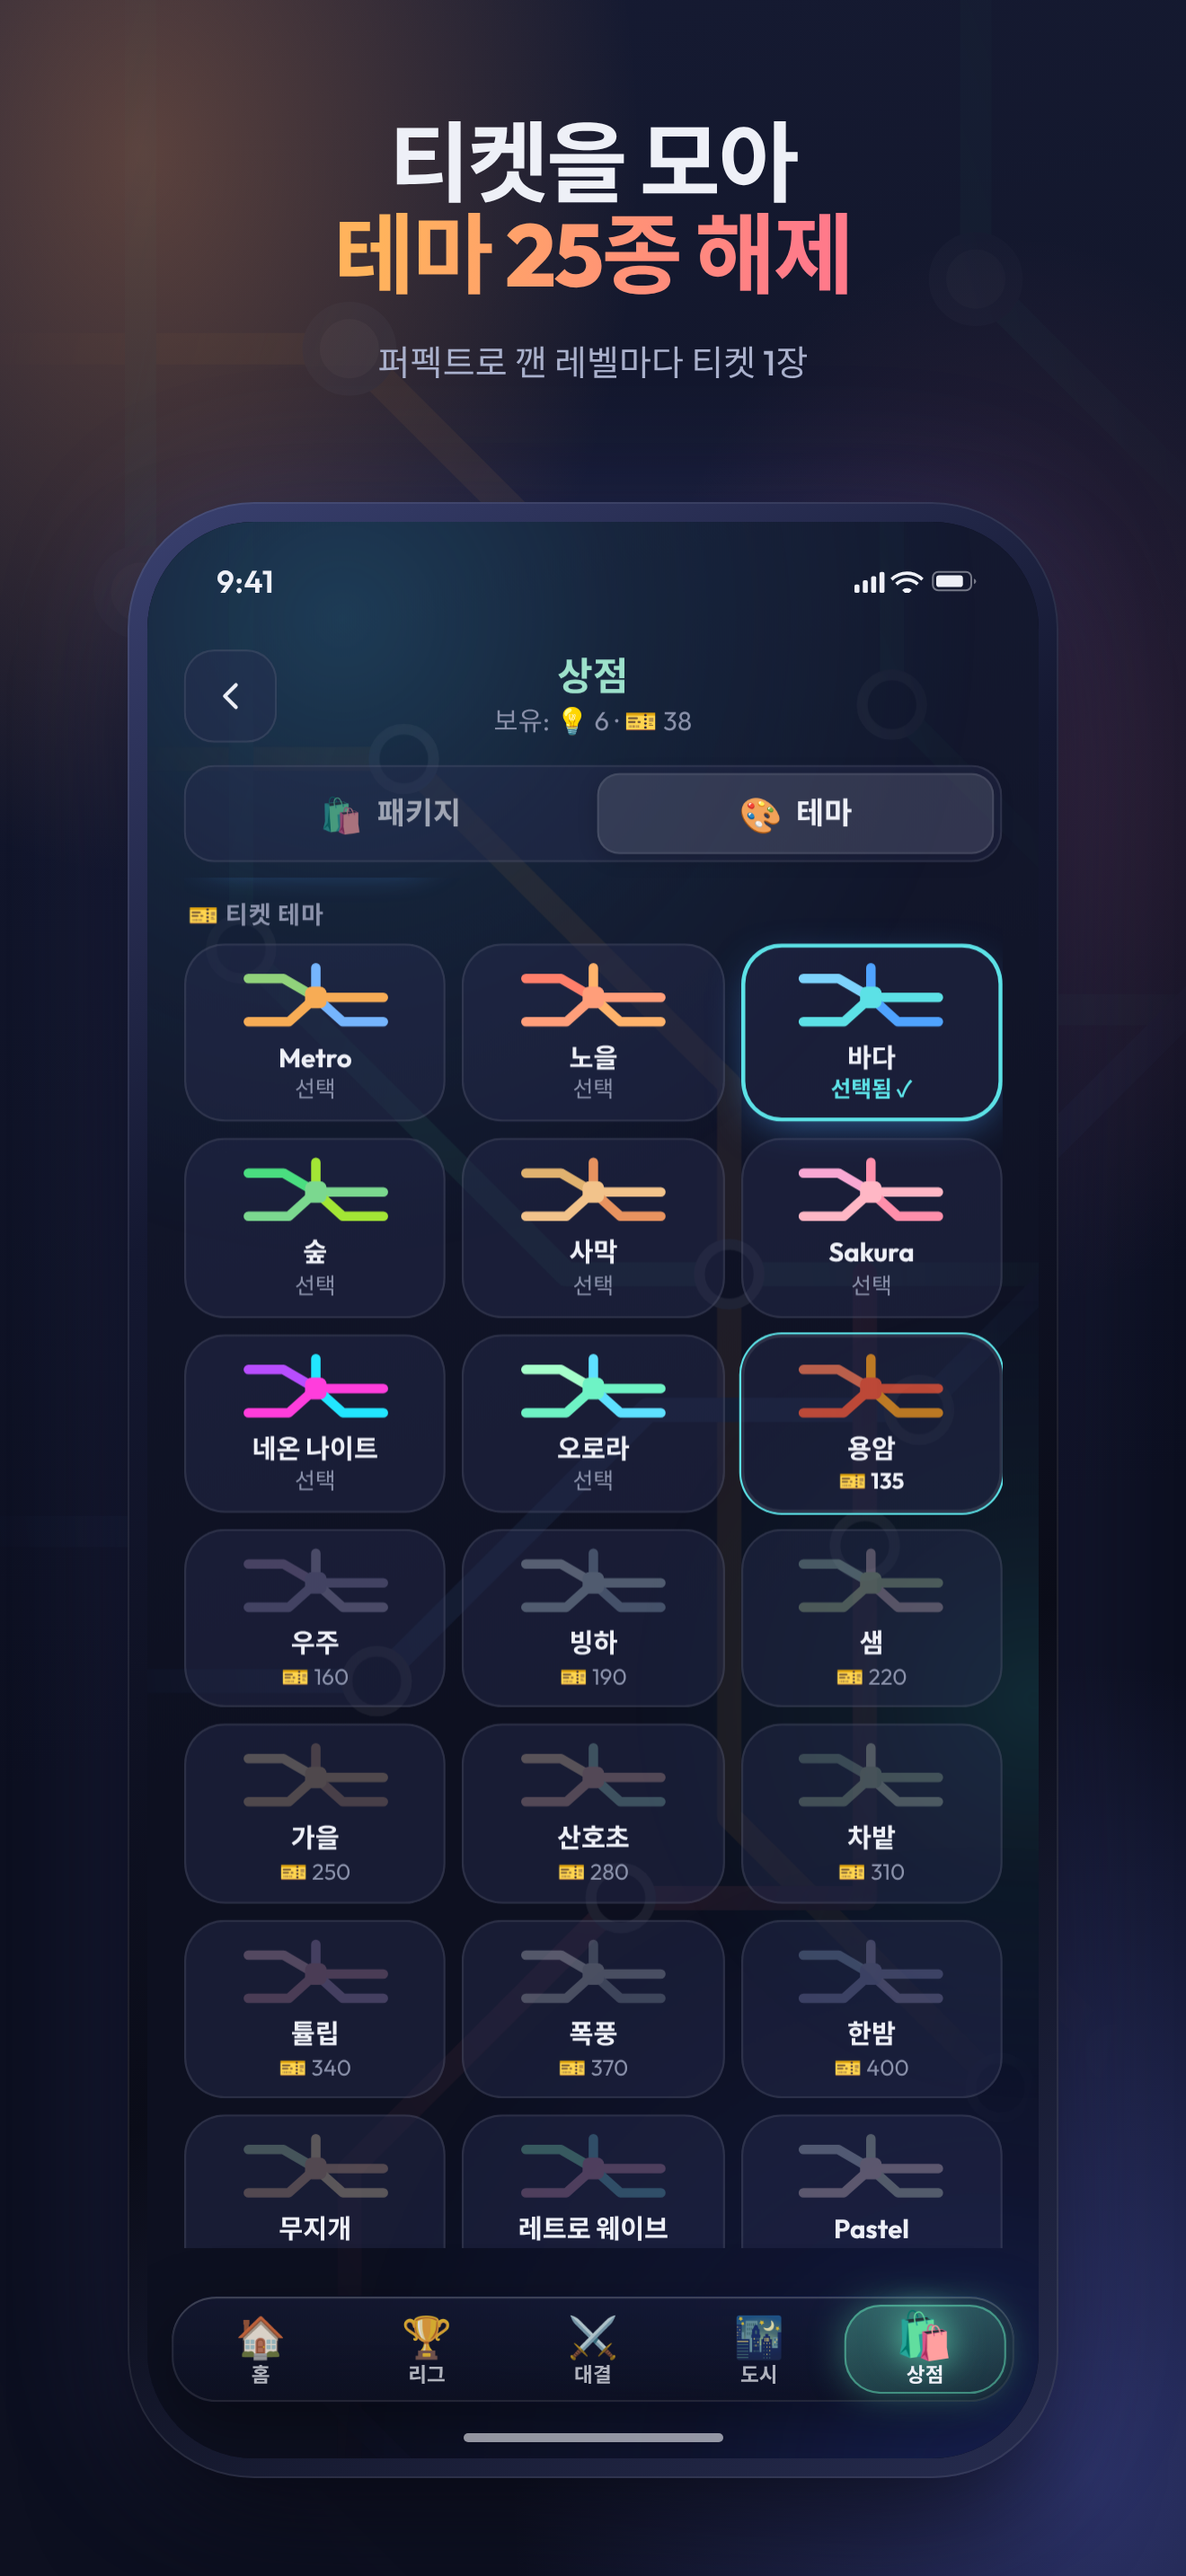 티켓을 모아
테마 25종 해제
퍼펙트로 깬 레벨마다 티켓 1장
9:41
상점
보유: 💡 6 · 🎫 38
🛍️ 패키지
🎨 테마
🎫 티켓 테마
Metro
선택
노을
선택
바다
선택됨 ✓
숲
선택
사막
선택
Sakura
선택
네온 나이트
선택
오로라
선택
용암
🎫 135
우주
🎫 160
빙하
🎫 190
샘
🎫 220
가을
🎫 250
산호초
🎫 280
차밭
🎫 310
튤립
🎫 340
폭풍
🎫 370
한밤
🎫 400
무지개
레트로 웨이브
Pastel
홈
리그
대결
도시
상점